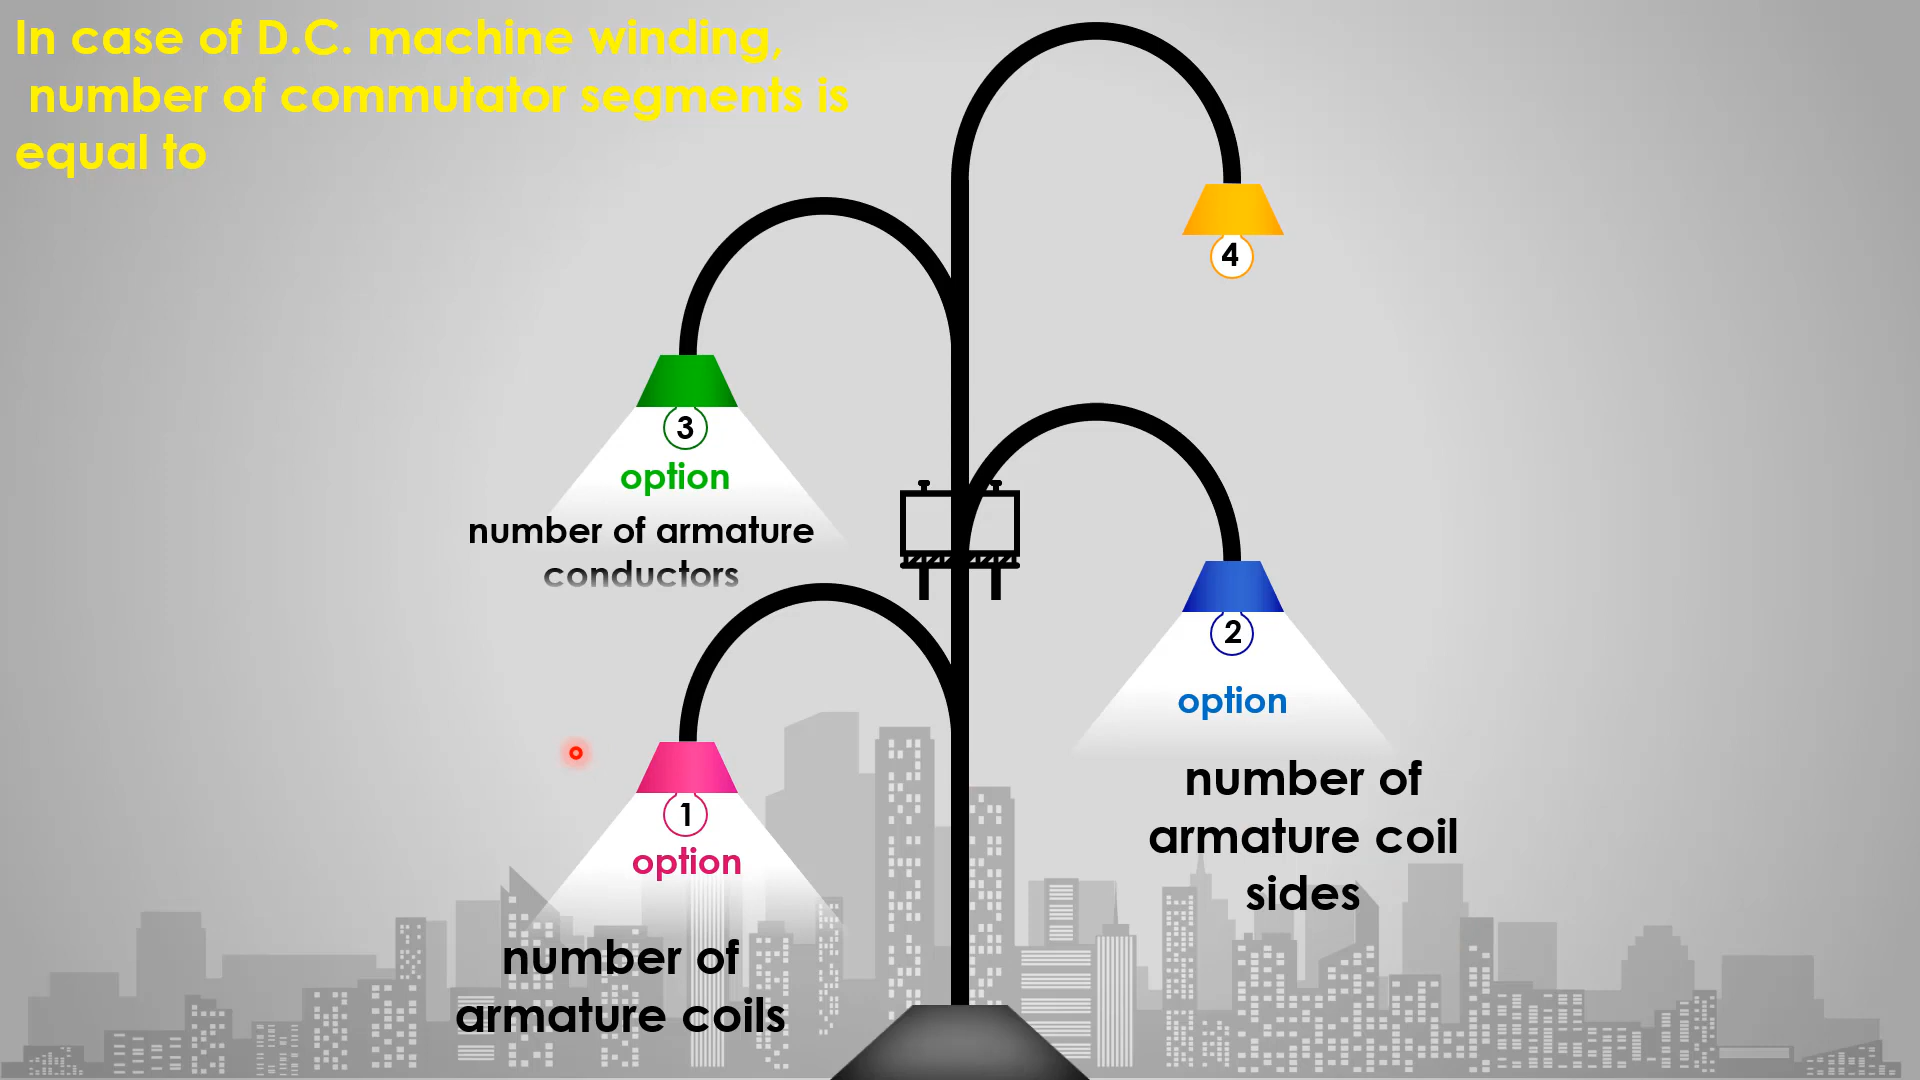 In case of D.C. machine winding,
number of commutator segments is
equal to
4
3
option
number of armature
conductors
2
option
number of
armature coil
sides
1
option
number of
armature coils